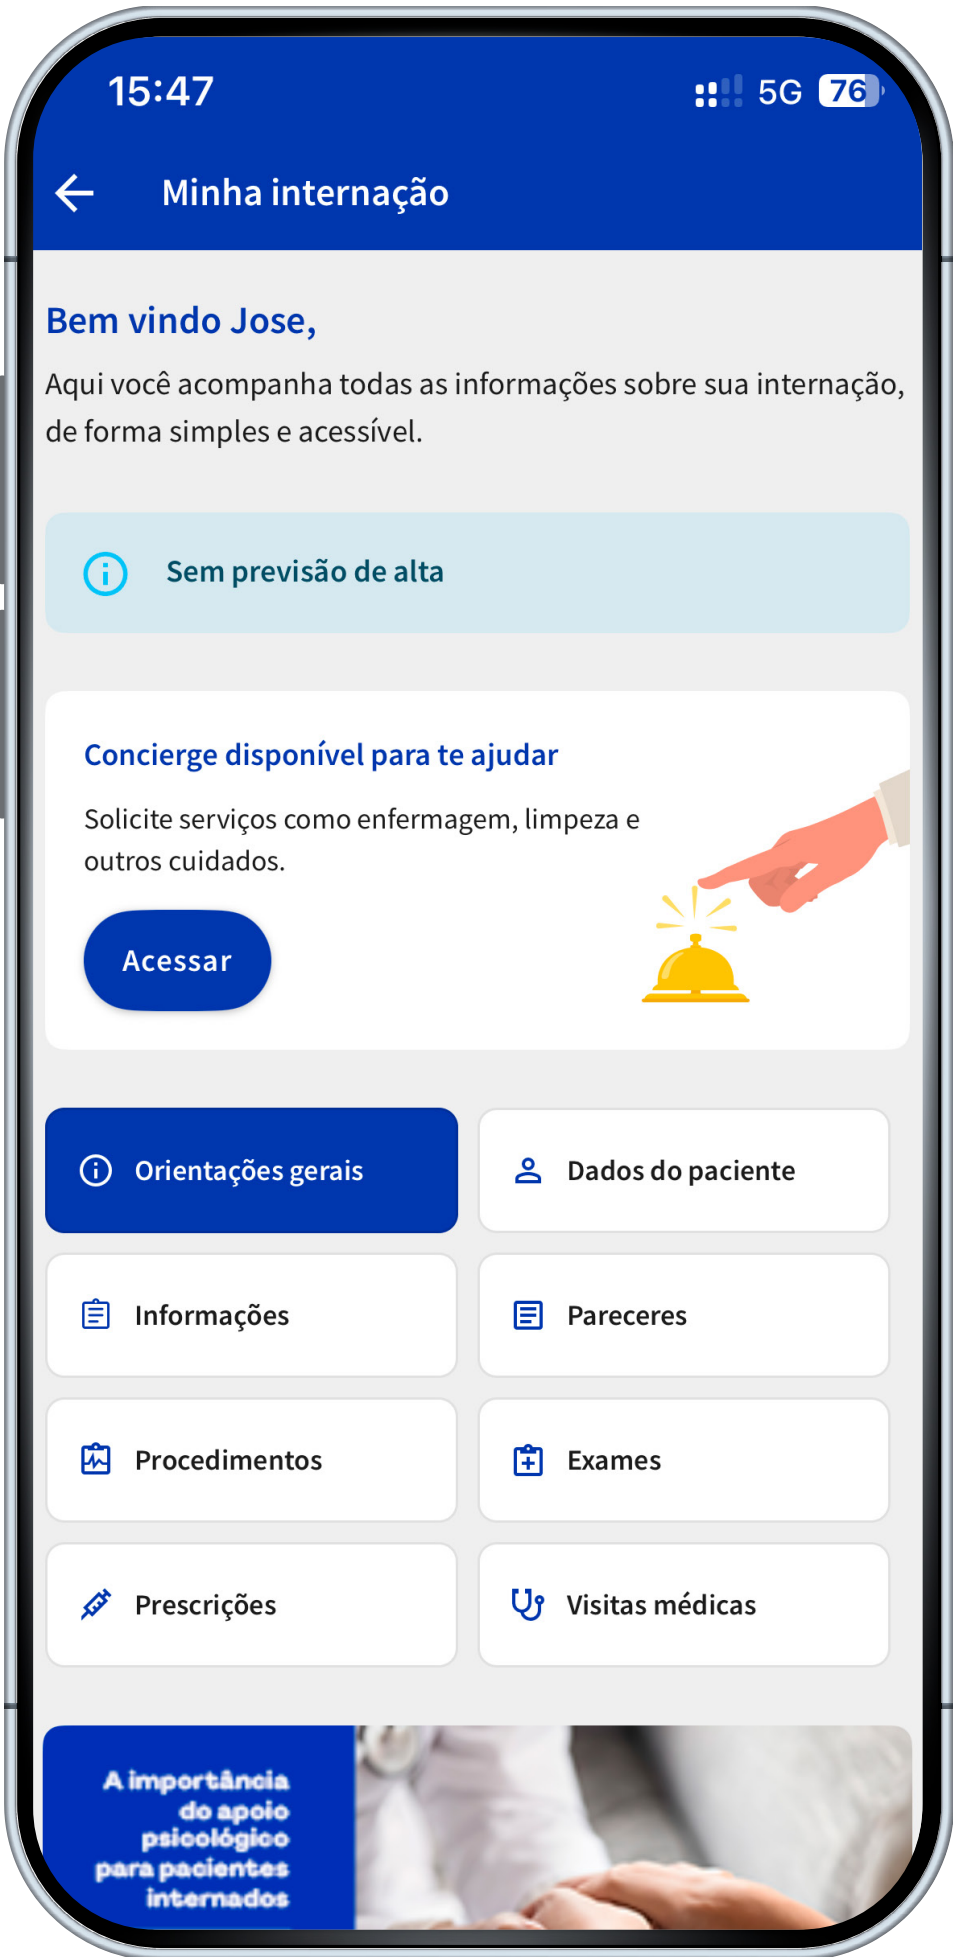 15:47
5G 76
Minha internação
Bem vindo Jose,
Aqui você acompanha todas as informações sobre sua internação,
de forma simples e acessível.
Sem previsão de alta
Concierge disponível para te ajudar
Solicite serviços como enfermagem, limpeza e
outros cuidados.
Acessar
Orientações gerais
Dados do paciente
Informações
Pareceres
Procedimentos
Exames
Prescrições
Visitas médicas
A importância
do apoio
psicológico
para pacientes
internados